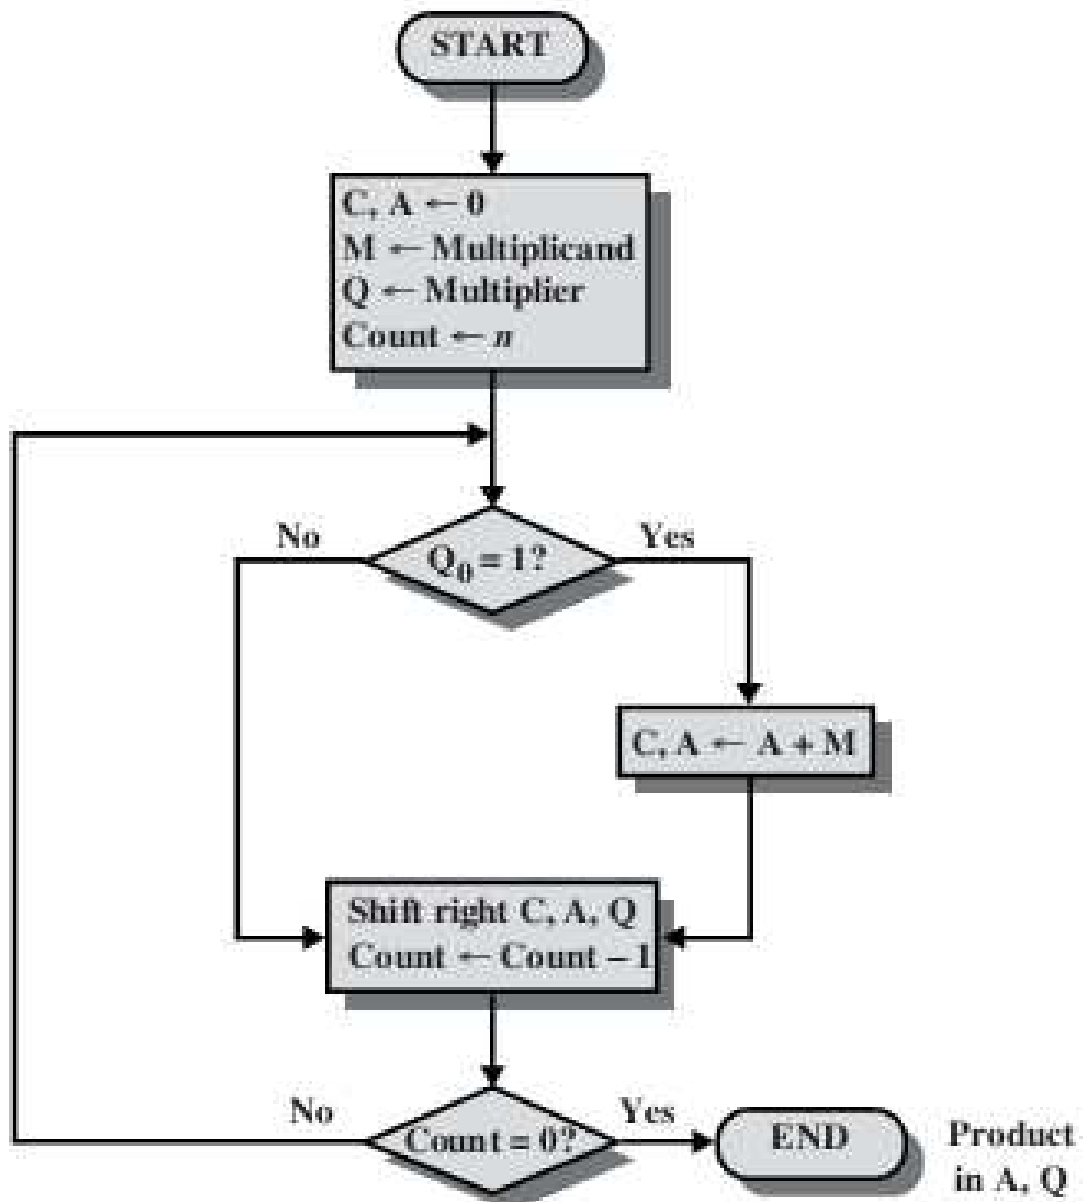 START
C, A ← 0
M ← Multiplicand
Q ← Multiplier
Count ← n
No
Q₀ = 1?
Yes
C, A ← A + M
Shift right C, A, Q
Count ← Count – 1
No
Count = 0?
Yes
END
Product
in A, Q